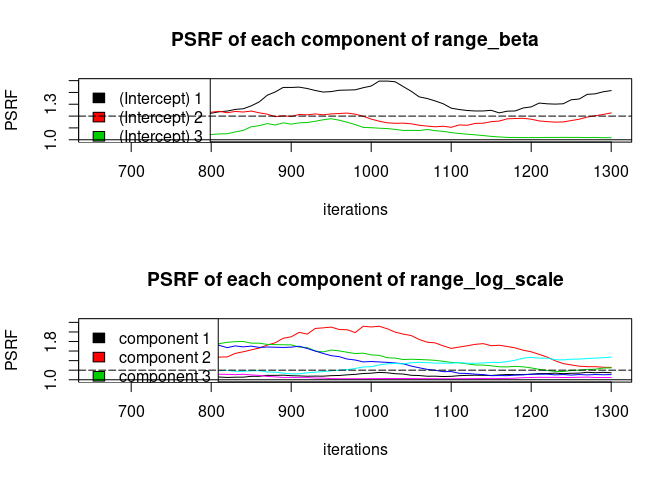 PSRF of each component of range_beta
PSRF
1.0 1.3
(Intercept) 1
(Intercept) 2
(Intercept) 3
700 800 900 1000 1100 1200 1300
iterations
PSRF of each component of range_log_scale
PSRF
1.0 1.8
component 1
component 2
component 3
700 800 900 1000 1100 1200 1300
iterations